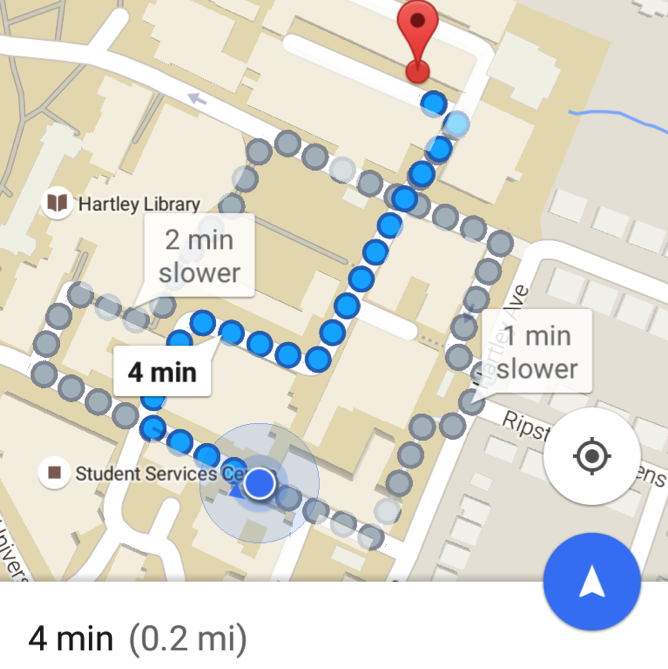 Hartley Library
2 min
slower
Ave
1 min
slower
4 min
Student Services Ce
4 min (0.2 mi)